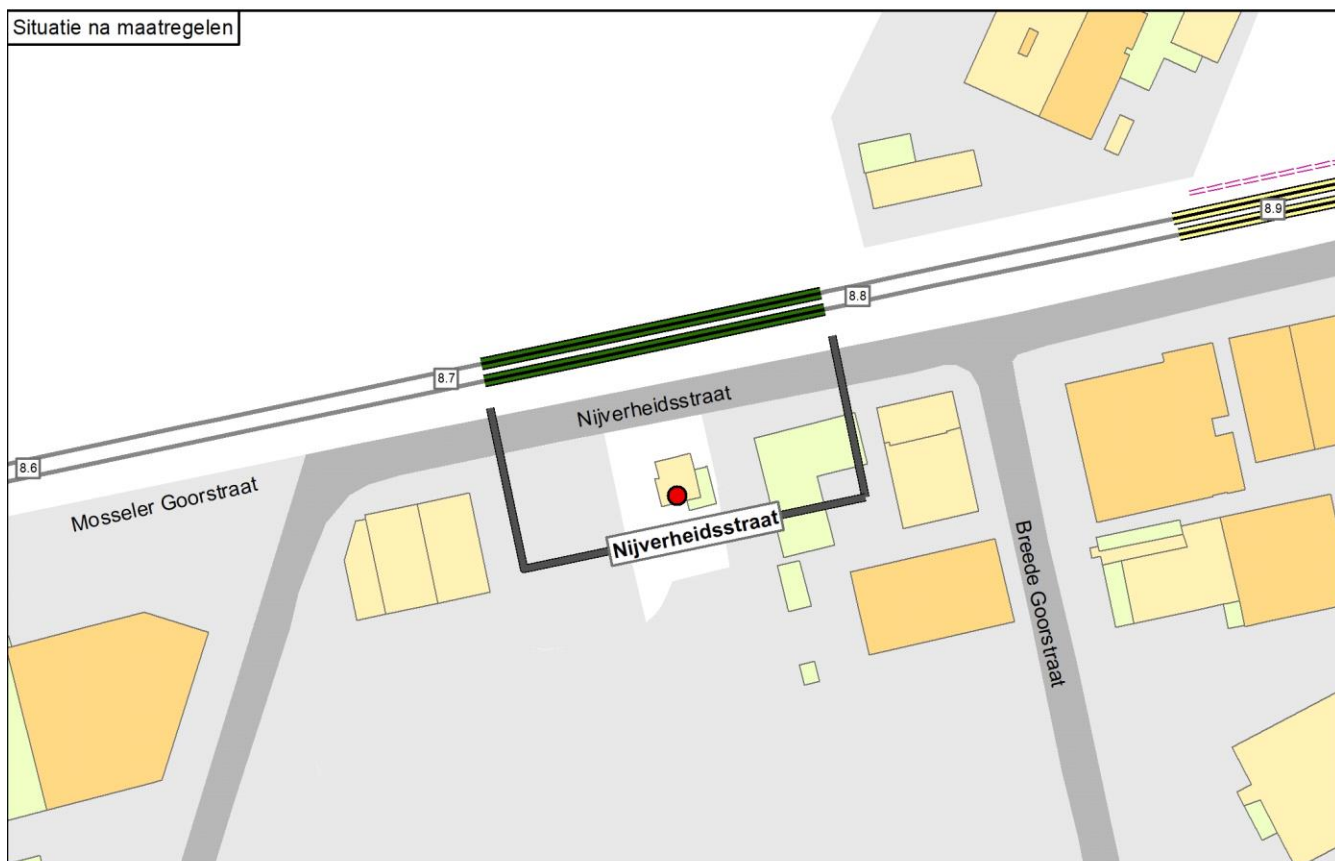 Situatie na maatregelen
8.9
8.8
8.7
Nijverheidsstraat
8.6
Mosseler Goorstraat
Nijverheidsstraat
Breede Goorstraat